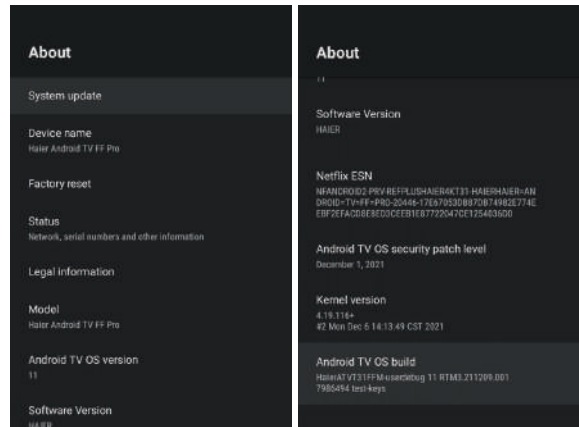 About
System update
Device name
Haier Android TV FF Pro
Factory reset
Status
Network, serial numbers and other information
Legal information
Model
Haier Android TV FF Pro
Android TV OS version
11
Software Version
HAIER
About
11
Software Version
HAIER
Netflix ESN
Android TV OS security patch level
December 1, 2021
Kernel version
4.19.116+
#2 Mon Dec 6 14:13:49 CST 2021
Android TV OS build
HaierATVT31FFM-userdebug 11 RTM3.211209.001
7986494 test-keys